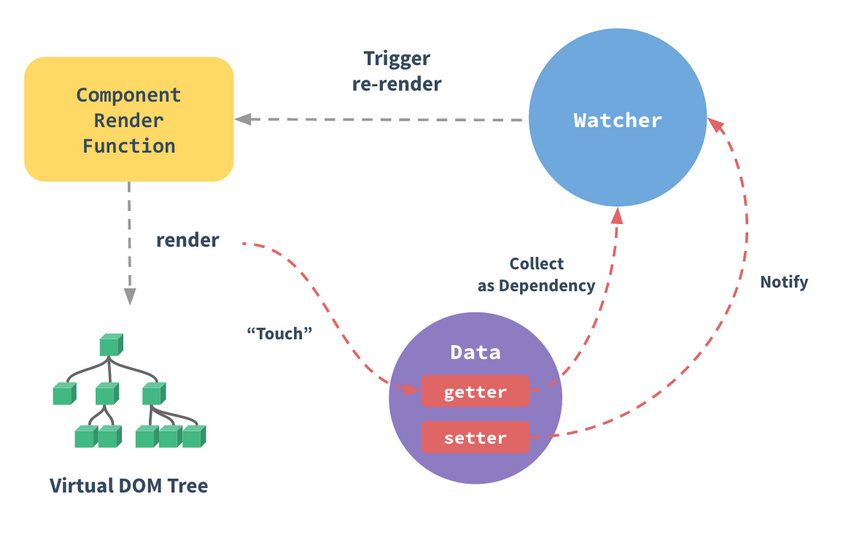 Trigger
re-render
Component
Render
Function
Watcher
render
Collect
as Dependency
Notify
“Touch”
Data
getter
setter
Virtual DOM Tree